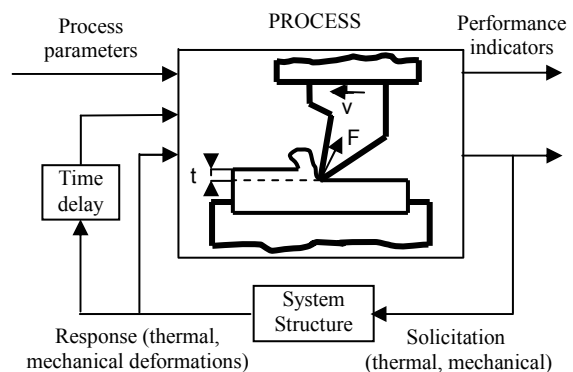 Process
parameters
PROCESS
Performance
indicators
v
F
t
Time
delay
System
Structure
Response (thermal,
mechanical deformations)
Solicitation
(thermal, mechanical)